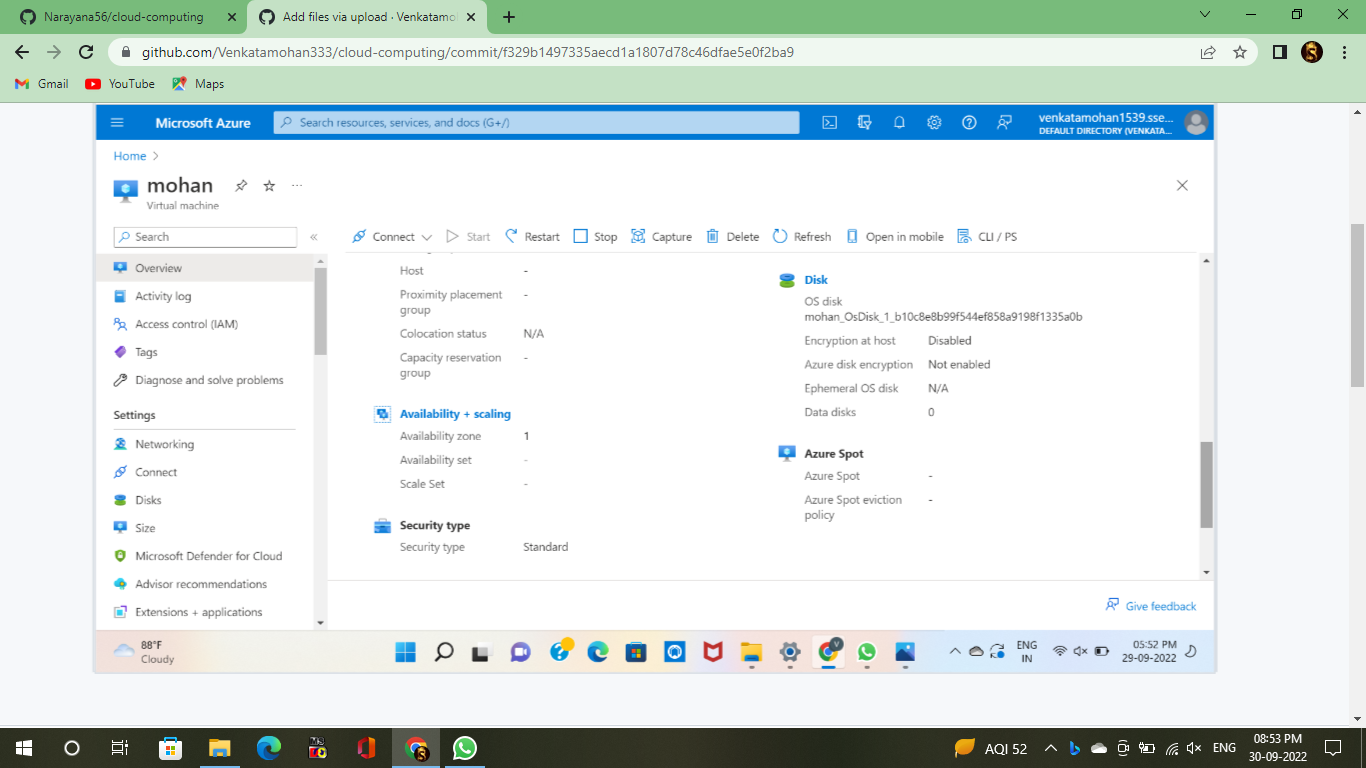 Narayana56/cloud-computing
Add files via upload · Venkatamo
github.com/Venkatamohan333/cloud-computing/commit/f329b1497335aecd1a1807d78c46dfae5e0f2ba9
Gmail
YouTube
Maps
Microsoft Azure
Search resources, services, and docs (G+/)
venkatamohan1539.sse...
DEFAULT DIRECTORY (VENKATA...
Home
mohan
Virtual machine
Search
Connect
Start
Restart
Stop
Capture
Delete
Refresh
Open in mobile
CLI / PS
Overview
Activity log
Access control (IAM)
Tags
Diagnose and solve problems
Settings
Networking
Connect
Disks
Size
Microsoft Defender for Cloud
Advisor recommendations
Extensions + applications
Host -
Proximity placement -
group
Colocation status N/A
Capacity reservation -
group
Availability + scaling
Availability zone 1
Availability set -
Scale Set -
Security type
Security type Standard
Disk
OS disk
mohan_OsDisk_1_b10c8e8b99f544ef858a9198f1335a0b
Encryption at host Disabled
Azure disk encryption Not enabled
Ephemeral OS disk N/A
Data disks 0
Azure Spot
Azure Spot -
Azure Spot eviction -
policy
Give feedback
88°F
Cloudy
ENG
IN
05:52 PM
29-09-2022
AQI 52
ENG
08:53 PM
30-09-2022